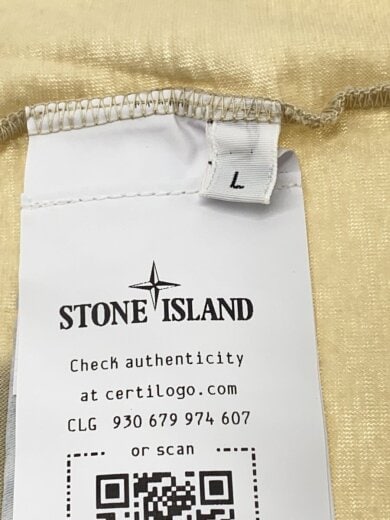 L
STONE ISLAND
Check authenticity
at certilogo.com
CLG 930 679 974 607
or scan